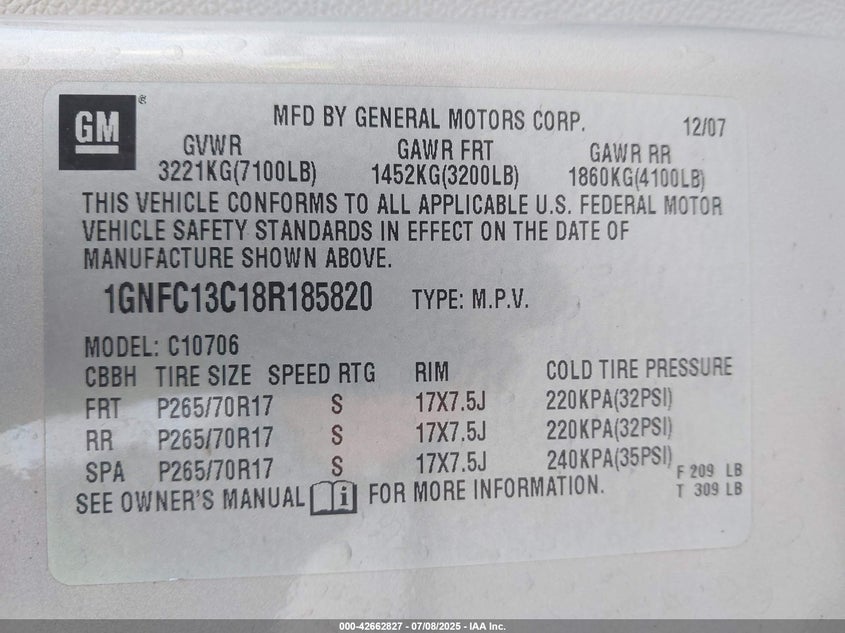 GM
MFD BY GENERAL MOTORS CORP. 12/07
GVWR GAWR FRT GAWR RR
3221KG(7100LB) 1452KG(3200LB) 1860KG(4100LB)
THIS VEHICLE CONFORMS TO ALL APPLICABLE U.S. FEDERAL MOTOR
VEHICLE SAFETY STANDARDS IN EFFECT ON THE DATE OF
MANUFACTURE SHOWN ABOVE.
1GNFC13C18R185820 TYPE: M.P.V.
MODEL: C10706
CBBH TIRE SIZE SPEED RTG RIM COLD TIRE PRESSURE
FRT P265/70R17 S 17X7.5J 220KPA(32PSI)
RR P265/70R17 S 17X7.5J 220KPA(32PSI)
SPA P265/70R17 S 17X7.5J 240KPA(35PSI)
F 209 LB
SEE OWNER'S MANUAL i FOR MORE INFORMATION.
T 309 LB
000-42662827 - 07/08/2025 - IAA Inc.